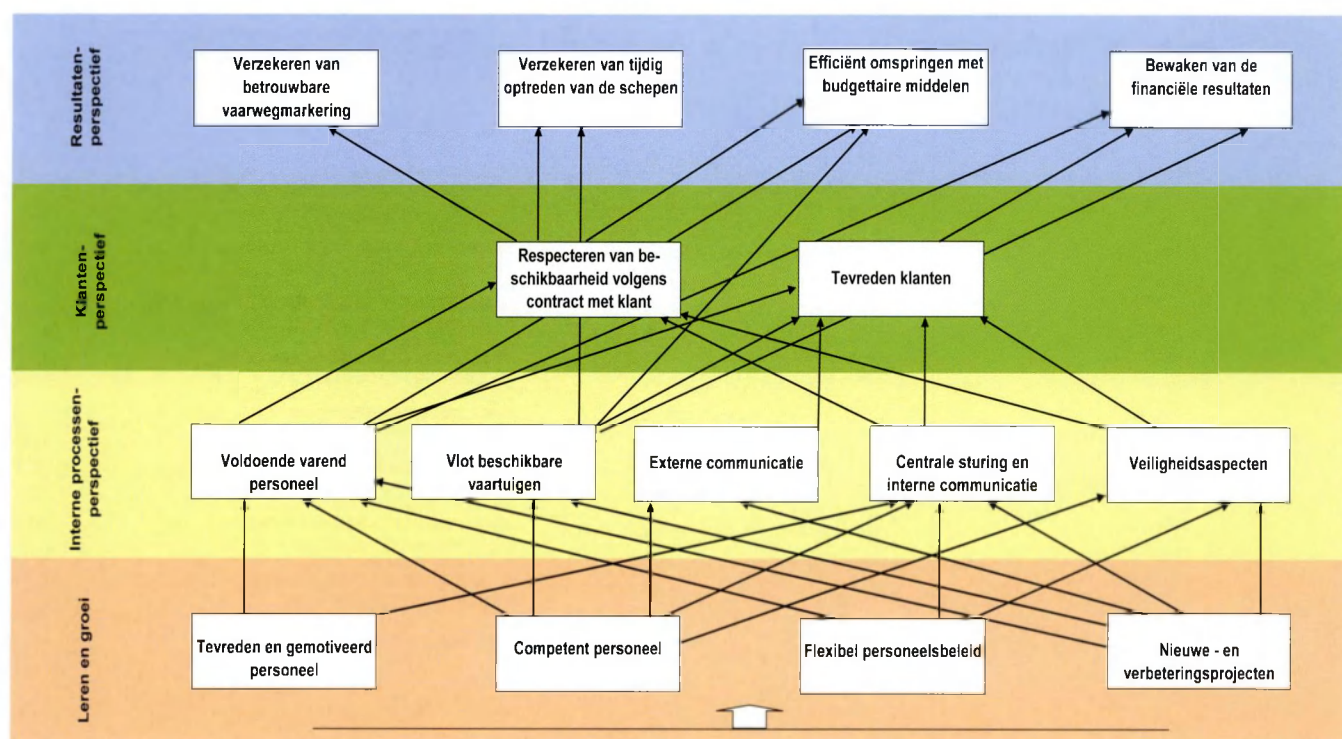 Resultaten-
perspectief
Verzekeren van
betrouwbare
vaarwegmarkering
Verzekeren van tijdig
optreden van de schepen
Efficiënt omspringen met
budgettaire middelen
Bewaken van de
financiële resultaten
Klanten-
perspectief
Respecteren van be-
schikbaarheid volgens
contract met klant
Tevreden klanten
Interne processen-
perspectief
Voldoende varend
personeel
Vlot beschikbare
vaartuigen
Externe communicatie
Centrale sturing en
interne communicatie
Veiligheidsaspecten
Leren en groei
Tevreden en gemotiveerd
personeel
Competent personeel
Flexibel personeelsbeleid
Nieuwe - en
verbeteringsprojecten